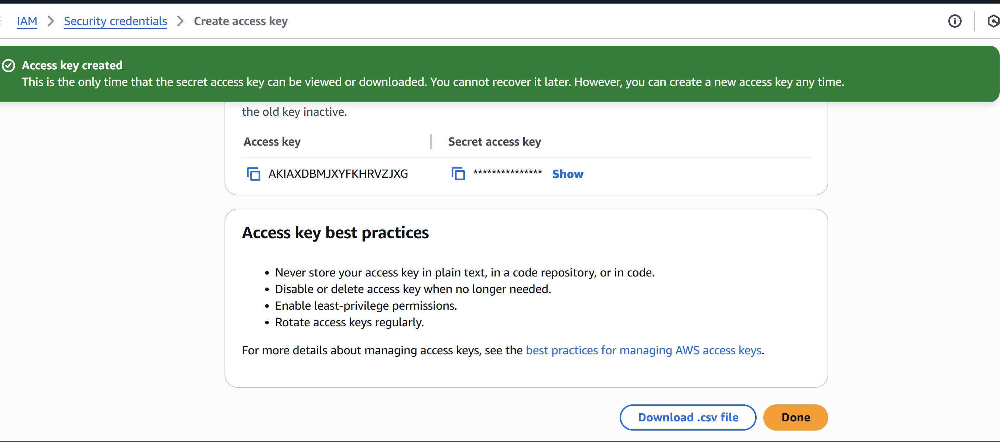 IAM > Security credentials > Create access key
Access key created
This is the only time that the secret access key can be viewed or downloaded. You cannot recover it later. However, you can create a new access key any time.
the old key inactive.
Access key | Secret access key
AKIAXDBMJXYFKHRVZJXG *************** Show
Access key best practices
• Never store your access key in plain text, in a code repository, or in code.
• Disable or delete access key when no longer needed.
• Enable least-privilege permissions.
• Rotate access keys regularly.
For more details about managing access keys, see the best practices for managing AWS access keys.
Download .csv file Done